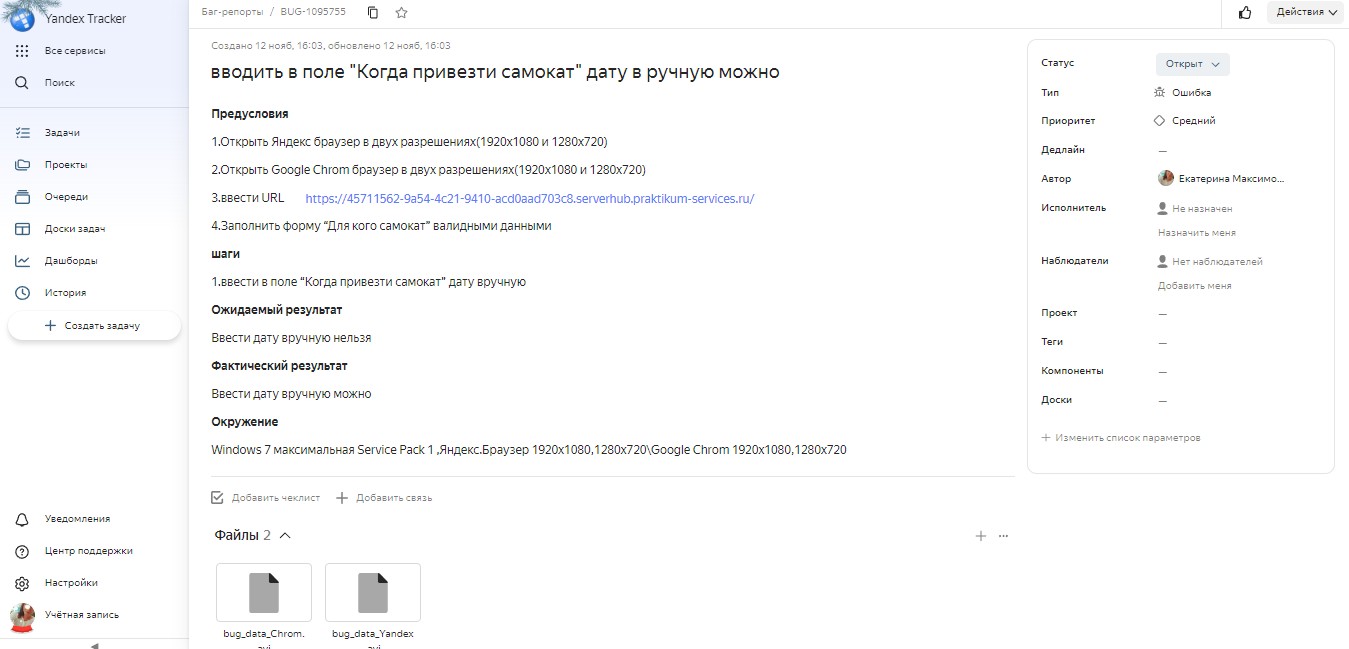 Yandex Tracker
Все сервисы
Поиск
Задачи
Проекты
Очереди
Доски задач
Дашборды
История
Создать задачу
Уведомления
Центр поддержки
Настройки
Учётная запись
Баг-репорты / BUG-1095755
Действия
Создано 12 нояб, 16:03, обновлено 12 нояб, 16:03
вводить в поле "Когда привезти самокат" дату в ручную можно
Предусловия
1.Открыть Яндекс браузер в двух разрешениях(1920x1080 и 1280x720)
2.Открыть Google Chrom браузер в двух разрешениях(1920x1080 и 1280x720)
3.ввести URL https://45711562-9a54-4c21-9410-acd0aad703c8.serverhub.praktikum-services.ru/
4.Заполнить форму “Для кого самокат” валидными данными
шаги
1.ввести в поле “Когда привезти самокат” дату вручную
Ожидаемый результат
Ввести дату вручную нельзя
Фактический результат
Ввести дату вручную можно
Окружение
Windows 7 максимальная Service Pack 1 ,Яндекс.Браузер 1920x1080,1280x720\Google Chrom 1920x1080,1280x720
Добавить чеклист
Добавить связь
Файлы 2
bug_data_Chrom.
bug_data_Yandex
Статус Открыт
Тип Ошибка
Приоритет Средний
Дедлайн —
Автор Екатерина Максимо...
Исполнитель Не назначен
Назначить меня
Наблюдатели Нет наблюдателей
Добавить меня
Проект —
Теги —
Компоненты —
Доски —
Изменить список параметров